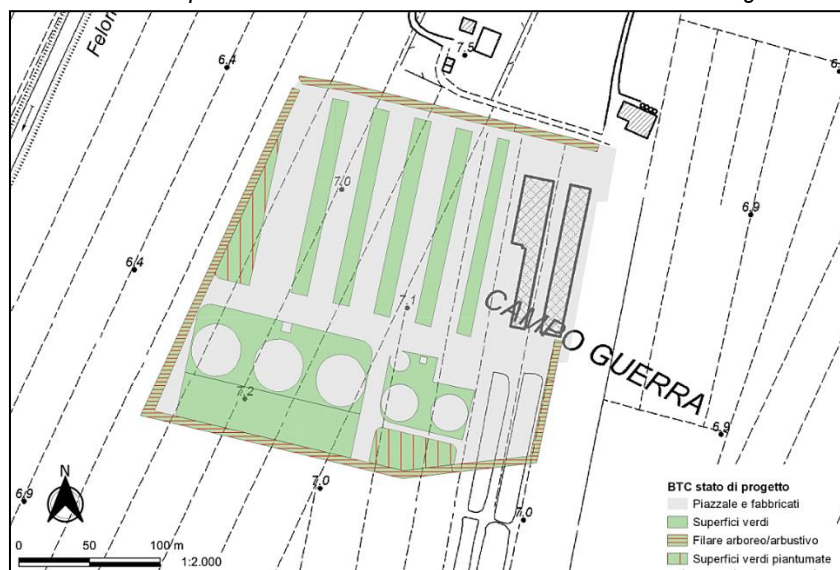 Felon
6.4
7.5
6.9
7.0
6.4
7.1
CAMPO GUERRA
7.2
6.9
6.9
7.0
7.0
N
0 50 100 m
1:2.000
BTC stato di progetto
Piazzale e fabbricati
Superfici verdi
Filare arboreo/arbustivo
Superfici verdi piantumate